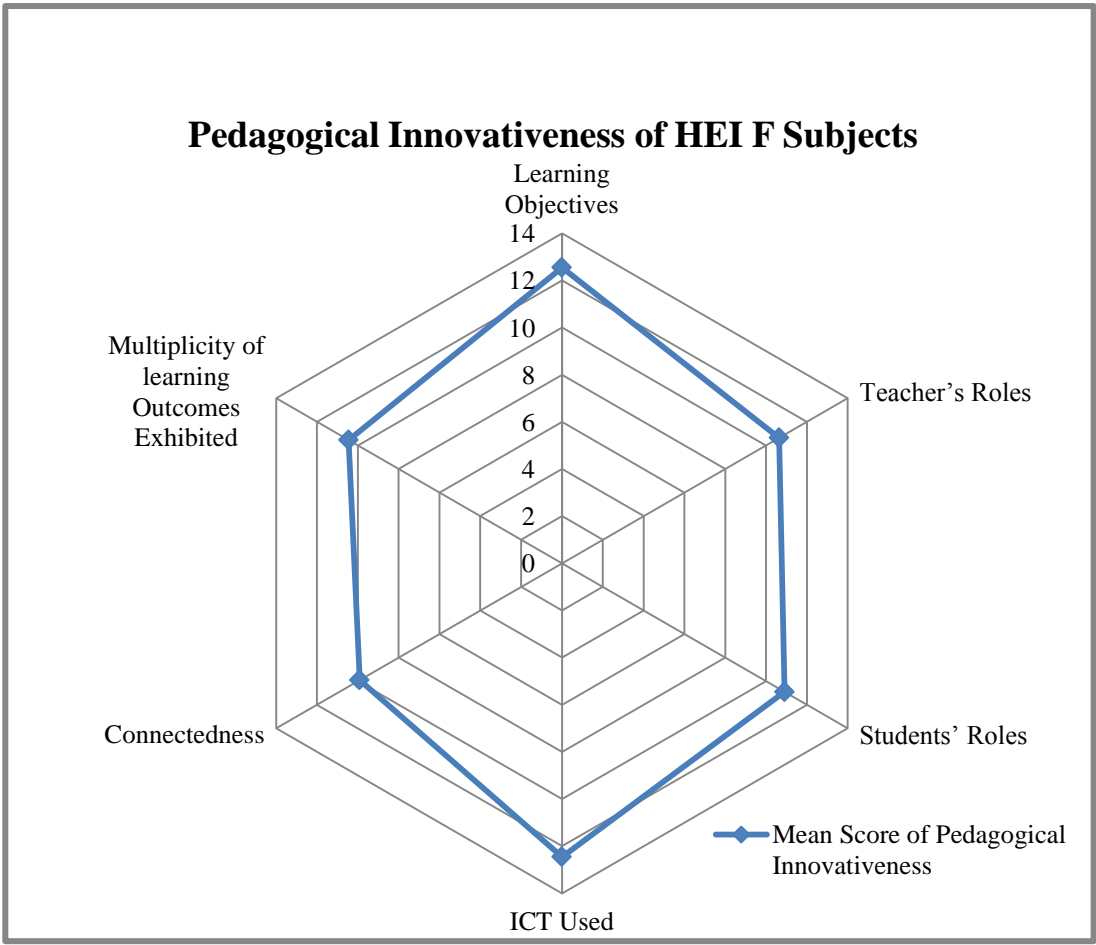 Pedagogical Innovativeness of HEI F Subjects
Learning
Objectives
14
12
10
8
6
4
2
0
Multiplicity of
learning
Outcomes
Exhibited
Teacher’s Roles
Connectedness
Students’ Roles
Mean Score of Pedagogical
Innovativeness
ICT Used